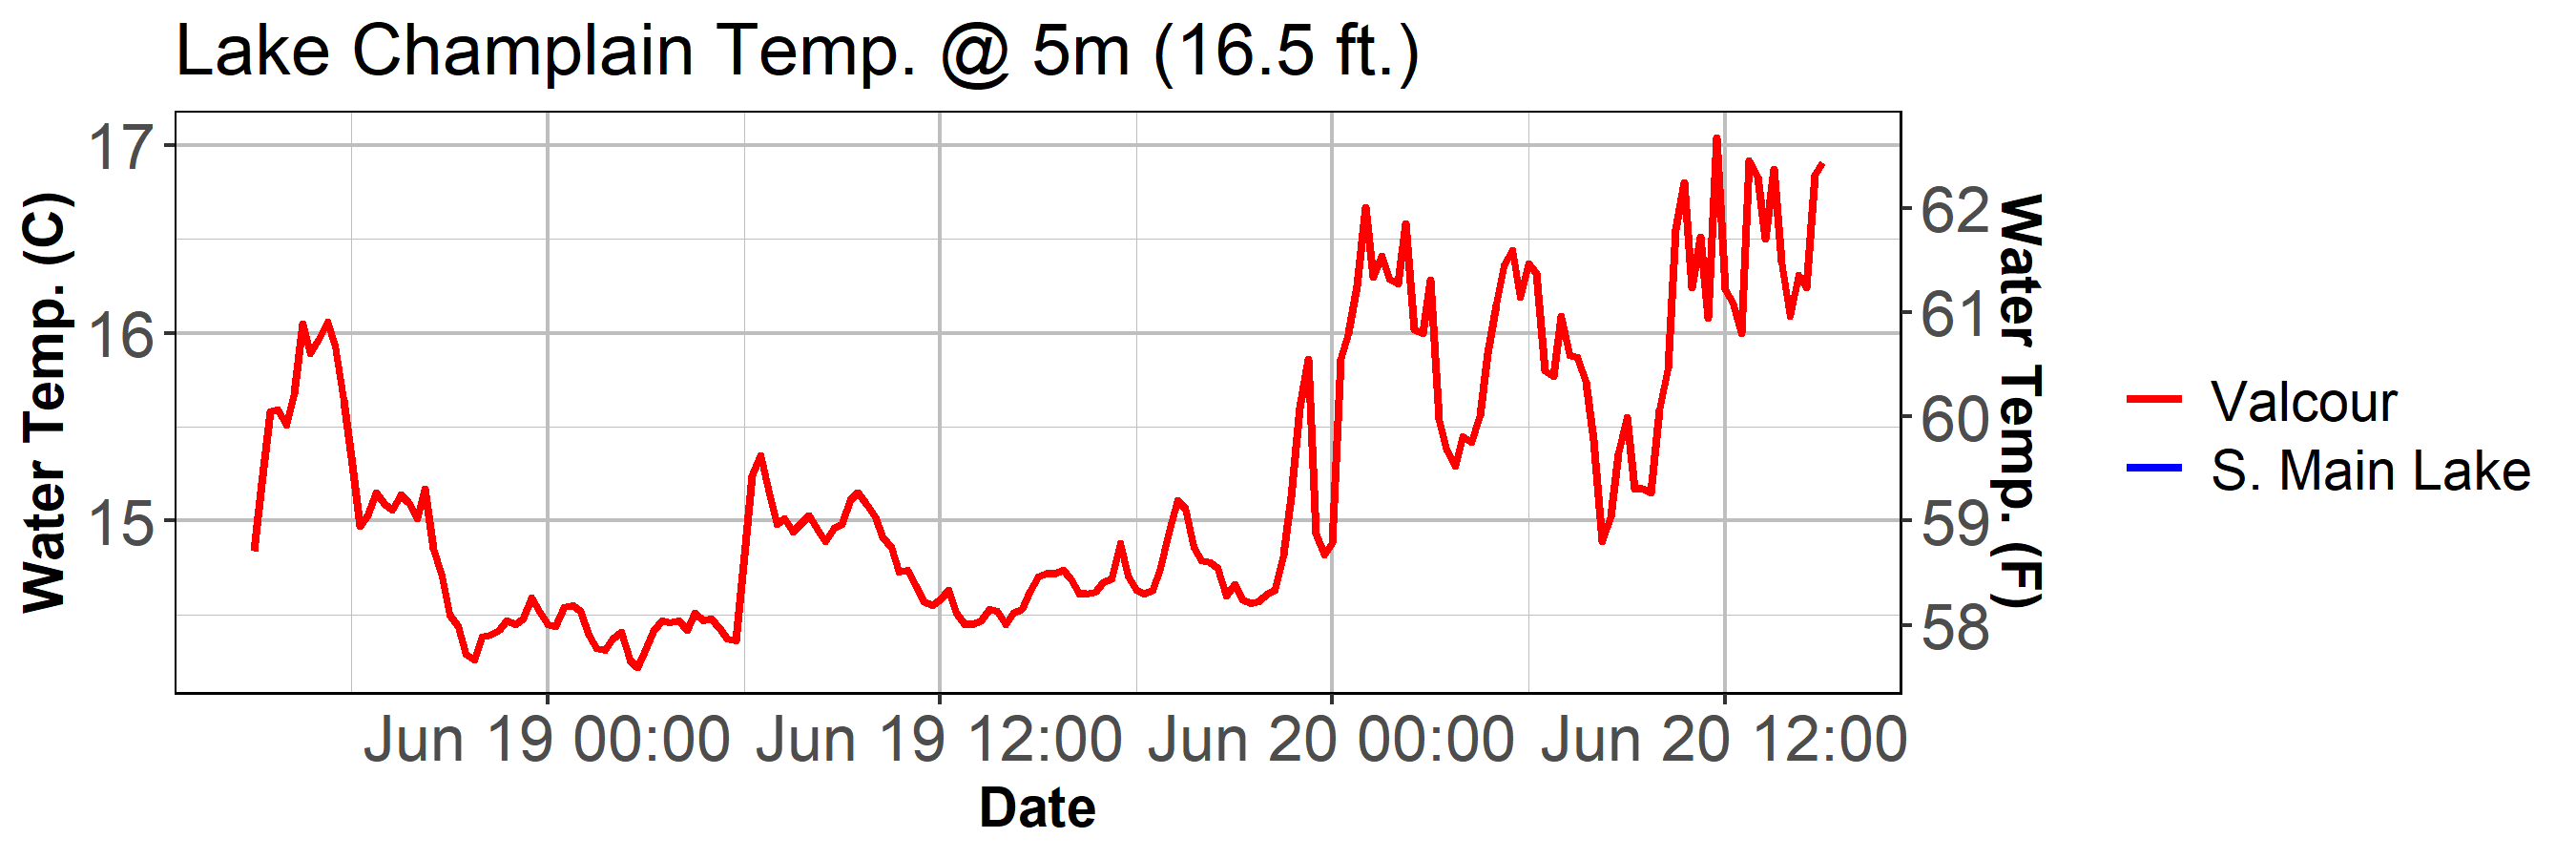 Lake Champlain Temp. @ 5m (16.5 ft.)
Water Temp. (C)
17
16
15
62
61
60
59
58
Water Temp. (F)
Jun 19 00:00 Jun 19 12:00 Jun 20 00:00 Jun 20 12:00
Date
Valcour
S. Main Lake